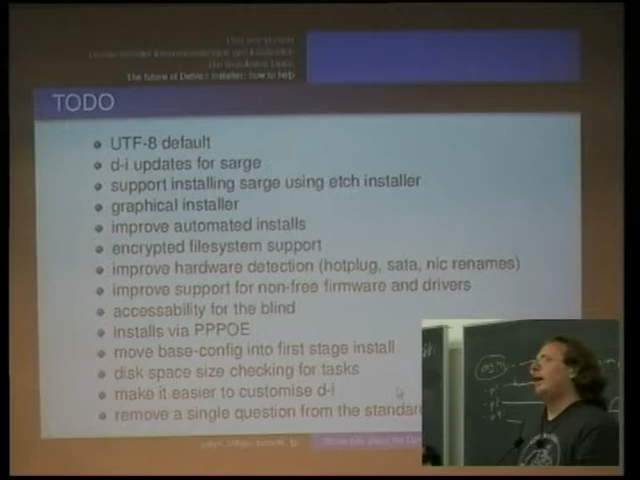 The future of Debian Installer: how to help
TODO
UTF-8 default
d-i updates for sarge
support installing sarge using etch installer
graphical installer
improve automated installs
encrypted filesystem support
improve hardware detection (hotplug, sata, nic renames)
improve support for non-free firmware and drivers
accessability for the blind
installs via PPPOE
move base-config into first stage install
disk space size checking for tasks
make it easier to customise d-i
remove a single question from the standard